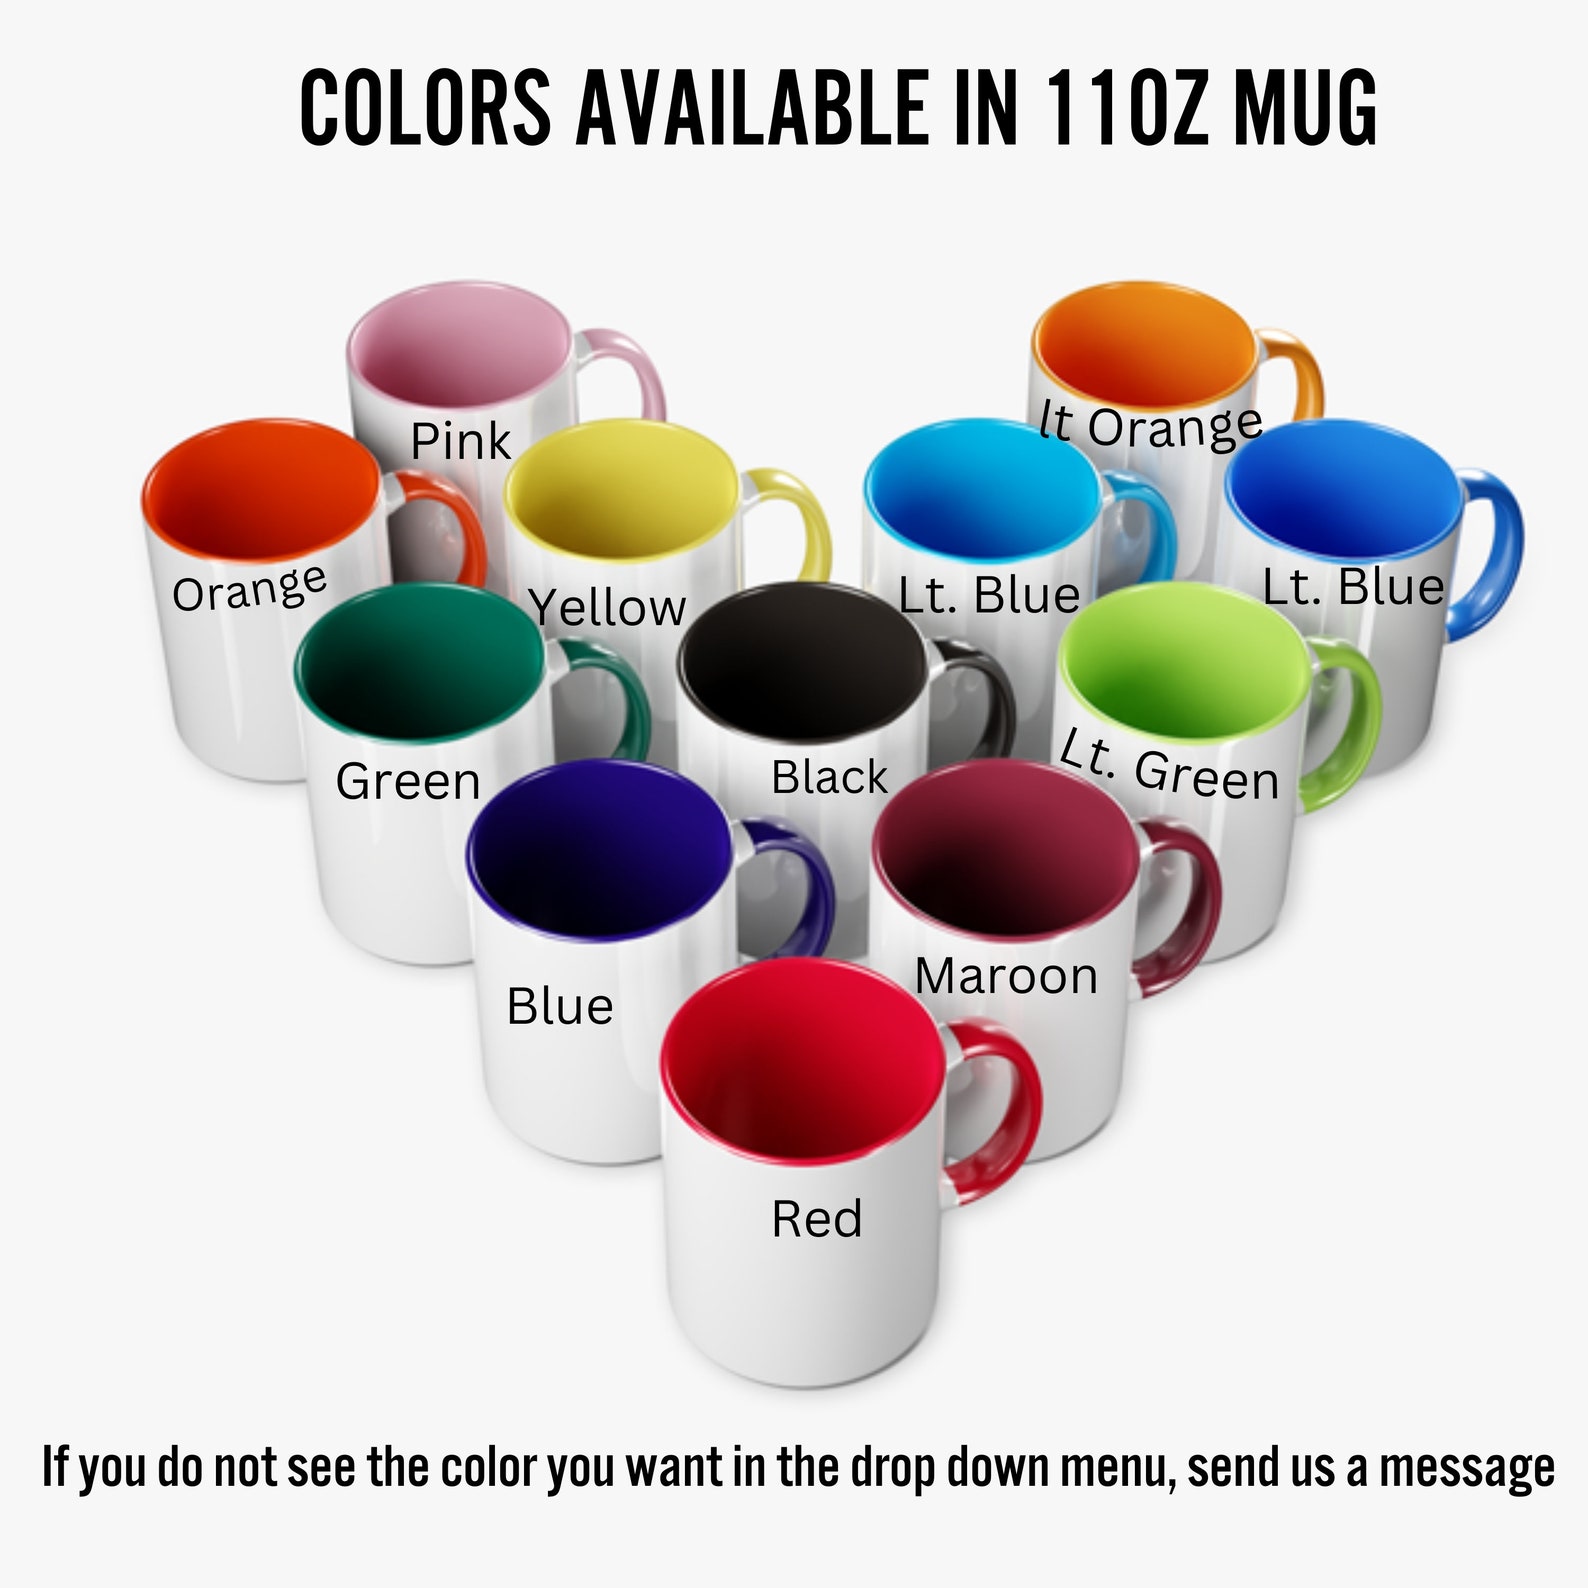 COLORS AVAILABLE IN 11OZ MUG
Pink
lt Orange
Orange
Yellow
Lt. Blue
Lt. Blue
Green
Black
Lt. Green
Blue
Maroon
Red
If you do not see the color you want in the drop down menu, send us a message